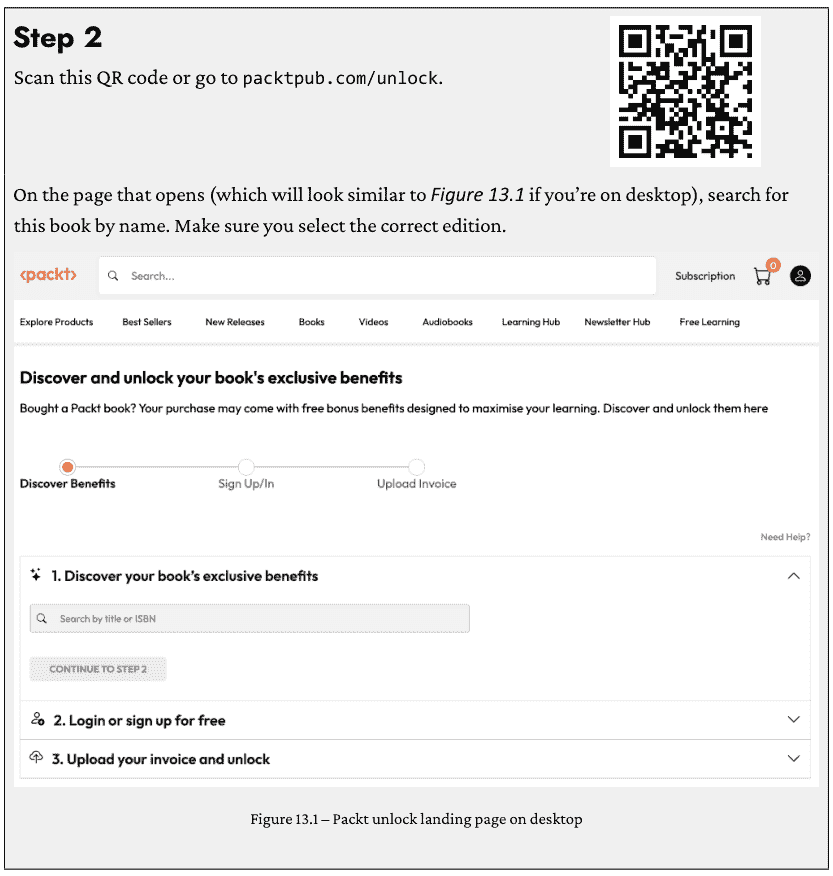 Step 2
Scan this QR code or go to packtpub.com/unlock.
On the page that opens (which will look similar to Figure 13.1 if you’re on desktop), search for
this book by name. Make sure you select the correct edition.
<packt>
Search...
Subscription
0
Explore Products Best Sellers New Releases Books Videos Audiobooks Learning Hub Newsletter Hub Free Learning
Discover and unlock your book's exclusive benefits
Bought a Packt book? Your purchase may come with free bonus benefits designed to maximise your learning. Discover and unlock them here
Discover Benefits Sign Up/In Upload Invoice
Need Help?
1. Discover your book’s exclusive benefits
Search by title or ISBN
CONTINUE TO STEP 2
2. Login or sign up for free
3. Upload your invoice and unlock
Figure 13.1 – Packt unlock landing page on desktop